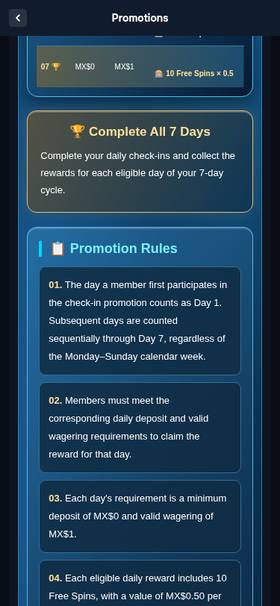 Promotions
07 🏆 MX$0 MX$1 🎰 10 Free Spins × 0.5
🏆 Complete All 7 Days
Complete your daily check-ins and collect the
rewards for each eligible day of your 7-day
cycle.
📋 Promotion Rules
01. The day a member first participates in
the check-in promotion counts as Day 1.
Subsequent days are counted
sequentially through Day 7, regardless of
the Monday–Sunday calendar week.
02. Members must meet the
corresponding daily deposit and valid
wagering requirements to claim the
reward for that day.
03. Each day's requirement is a minimum
deposit of MX$0 and valid wagering of
MX$1.
04. Each eligible daily reward includes 10
Free Spins, with a value of MX$0.50 per